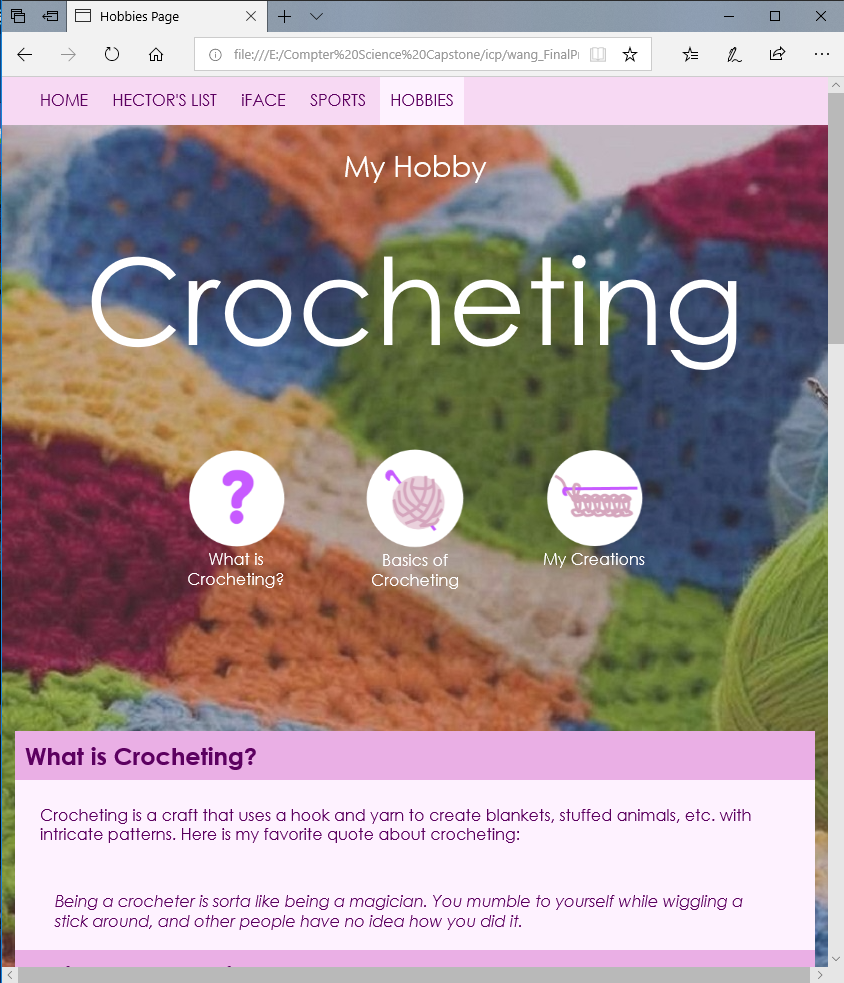 Hobbies Page
file:///E:/Compter%20Science%20Capstone/icp/wang_FinalPr
HOME HECTOR'S LIST iFACE SPORTS HOBBIES
My Hobby
Crocheting
?
What is
Crocheting?
Basics of
Crocheting
My Creations
What is Crocheting?
Crocheting is a craft that uses a hook and yarn to create blankets, stuffed animals, etc. with
intricate patterns. Here is my favorite quote about crocheting:
Being a crocheter is sorta like being a magician. You mumble to yourself while wiggling a
stick around, and other people have no idea how you did it.